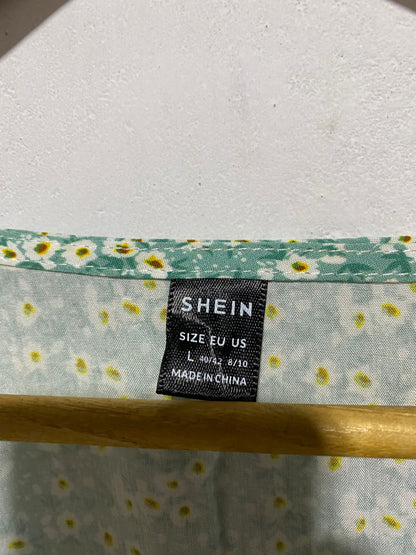 SHEIN
SIZE EU US
L 40/42 8/10
MADE IN CHINA